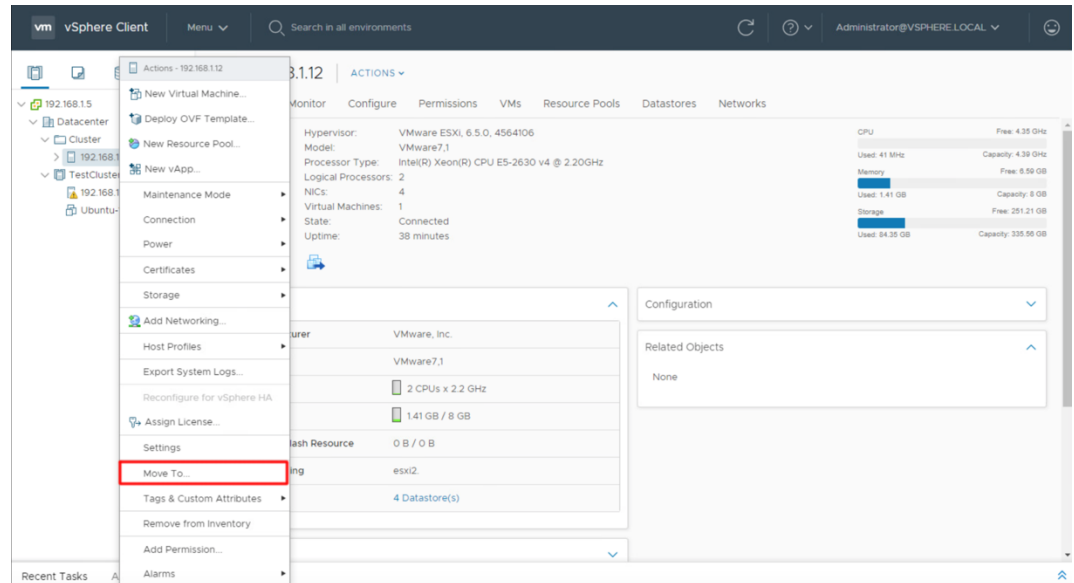 vm vSphere Client Menu Search in all environments Administrator@VSPHERE.LOCAL
Actions - 192.168.1.12
3.1.12 ACTIONS
192.168.1.5
Datacenter
Cluster
192.168.1
TestCluster
192.168.1
Ubuntu-
New Virtual Machine...
Deploy OVF Template...
New Resource Pool...
New vApp...
Maintenance Mode
Connection
Power
Certificates
Storage
Add Networking...
Host Profiles
Export System Logs...
Reconfigure for vSphere HA
Assign License...
Settings
Move To...
Tags & Custom Attributes
Remove from Inventory
Add Permission...
Alarms
Monitor Configure Permissions VMs Resource Pools Datastores Networks
Hypervisor: VMware ESXi, 6.5.0, 4564106
Model: VMware7,1
Processor Type: Intel(R) Xeon(R) CPU E5-2630 v4 @ 2.20GHz
Logical Processors: 2
NICs: 4
Virtual Machines: 1
State: Connected
Uptime: 38 minutes
CPU Free: 4.35 GHz
Used: 41 MHz Capacity: 4.39 GHz
Memory Free: 6.59 GB
Used: 1.41 GB Capacity: 8 GB
Storage Free: 251.21 GB
Used: 84.35 GB Capacity: 335.56 GB
urer VMware, Inc.
VMware7,1
2 CPUs x 2.2 GHz
1.41 GB / 8 GB
lash Resource 0 B / 0 B
ing esxi2.
4 Datastore(s)
Configuration
Related Objects
None
Recent Tasks A